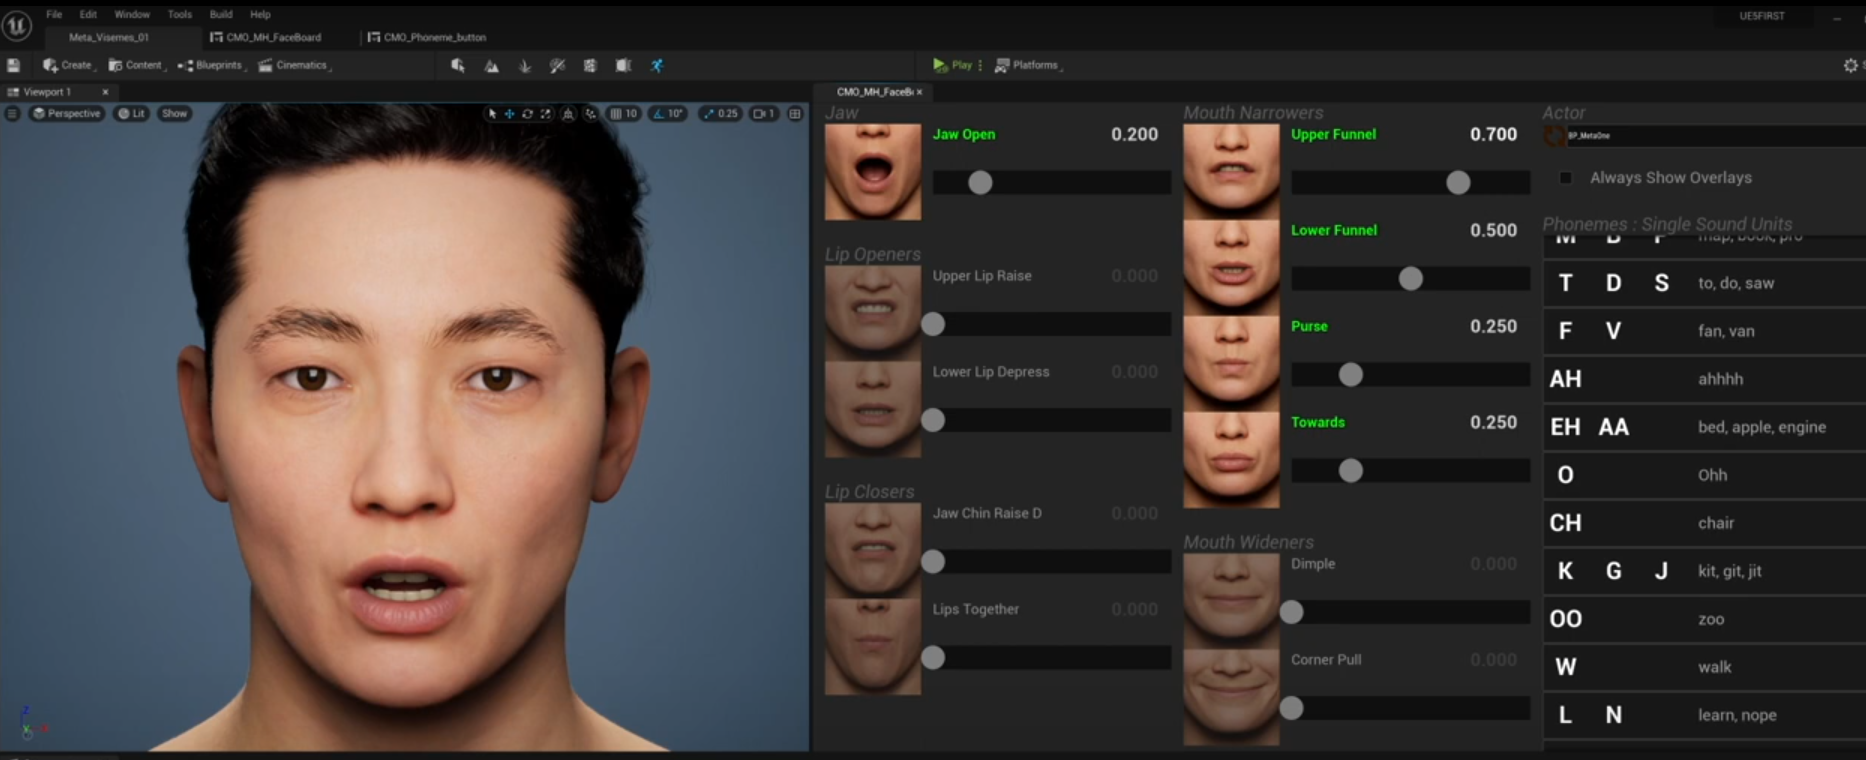 File Edit Window Tools Build Help
UE5FIRST
Meta_Visemes_01 CMO_MH_FaceBoard CMO_Phoneme_button
Create Content Blueprints Cinematics Play Platforms
Viewport 1
CMO_MH_FaceB
Perspective Lit Show 10 10° 0.25 1
Jaw
Jaw Open 0.200
Lip Openers
Upper Lip Raise 0.000
Lower Lip Depress 0.000
Lip Closers
Jaw Chin Raise D 0.000
Lips Together 0.000
Mouth Narrowers
Upper Funnel 0.700
Lower Funnel 0.500
Purse 0.250
Towards 0.250
Mouth Wideners
Dimple 0.000
Corner Pull 0.000
Actor
BP_MetaOne
Always Show Overlays
Phonemes : Single Sound Units
M B P map, book, pro
T D S to, do, saw
F V fan, van
AH ahhhh
EH AA bed, apple, engine
O Ohh
CH chair
K G J kit, git, jit
OO zoo
W walk
L N learn, nope